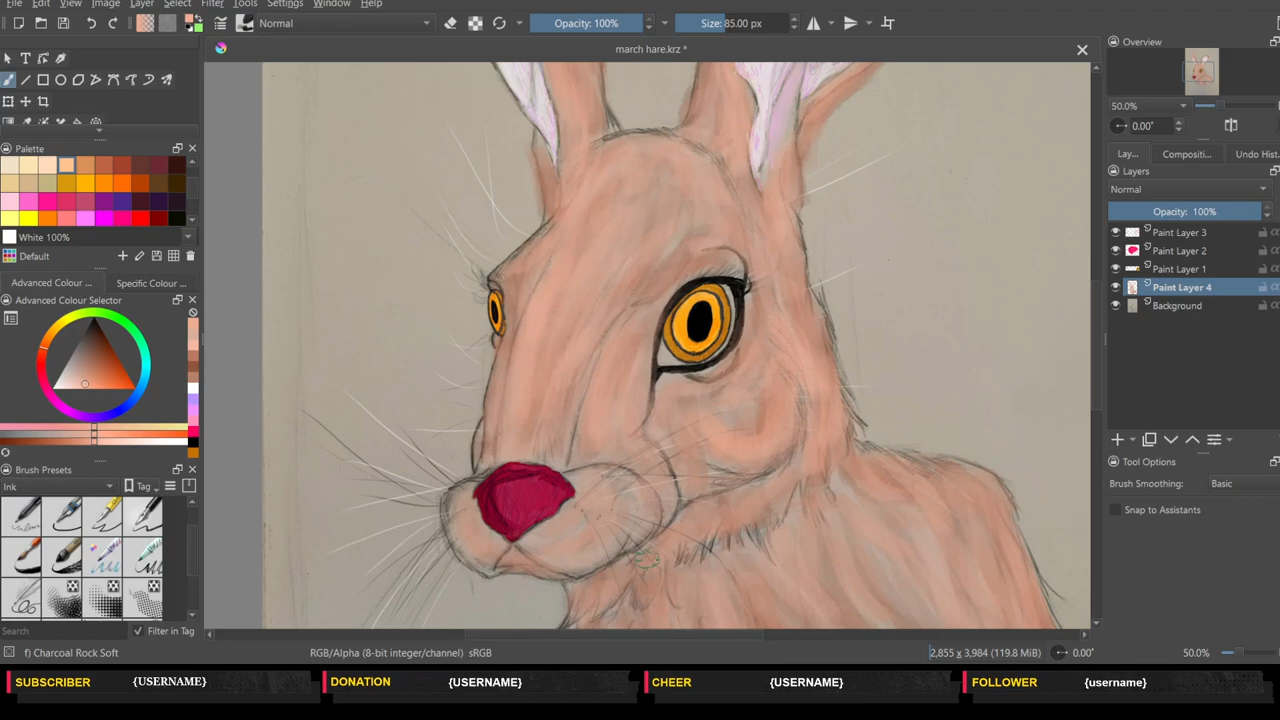 File Edit View Image Layer Select Filter Tools Settings Window Help
Normal
Opacity: 100%
Size: 85.00 px
march hare.krz *
Overview
50.0%
0.00°
Palette
White 100%
Default
Advanced Colour ...
Specific Colour ...
Advanced Colour Selector
Brush Presets
Ink
Tag
Search
Filter in Tag
Lay...
Compositi...
Undo Hist.
Layers
Normal
Opacity: 100%
Paint Layer 3
Paint Layer 2
Paint Layer 1
Paint Layer 4
Background
Tool Options
Brush Smoothing: Basic
Snap to Assistants
f) Charcoal Rock Soft
RGB/Alpha (8-bit integer/channel) sRGB
2,855 x 3,984 (119.8 MiB)
0.00°
50.0%
SUBSCRIBER {USERNAME}
DONATION {USERNAME}
CHEER {USERNAME}
FOLLOWER {username}